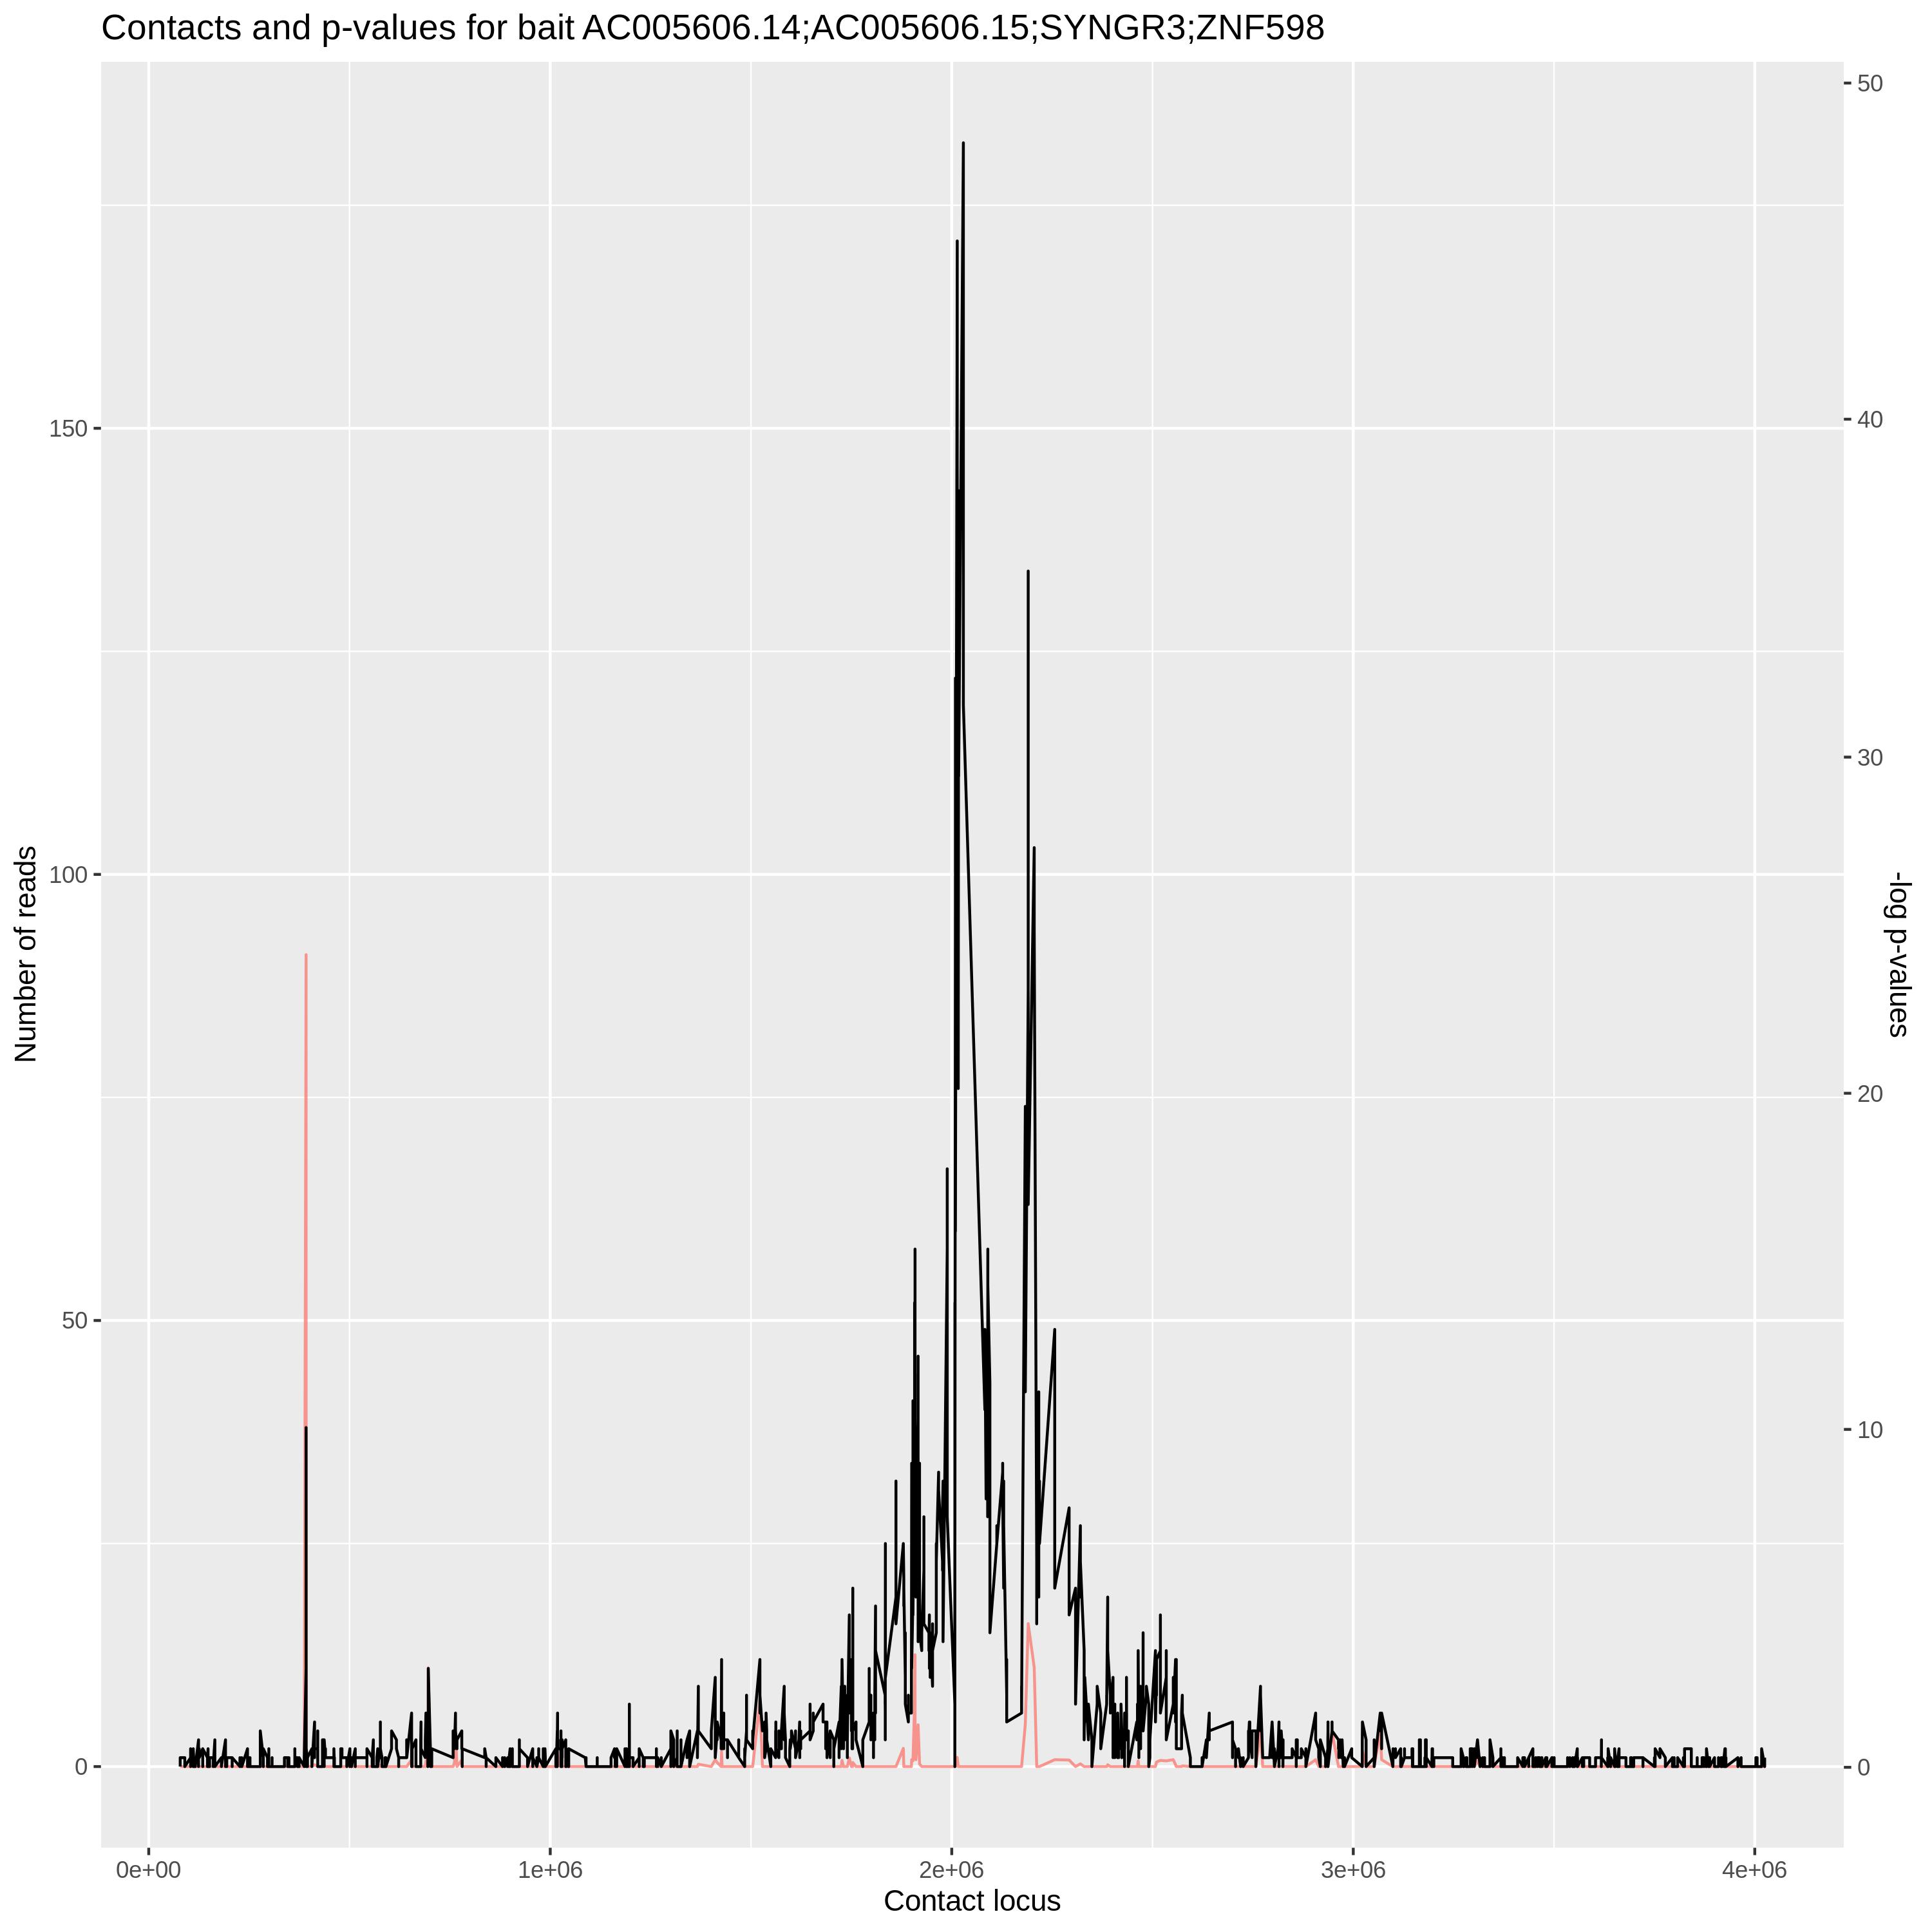 Contacts and p-values for bait AC005606.14;AC005606.15;SYNGR3;ZNF598
50
40
30
20
10
0
-log p-values
150
100
50
0
Number of reads
0e+00 1e+06 2e+06 3e+06 4e+06
Contact locus